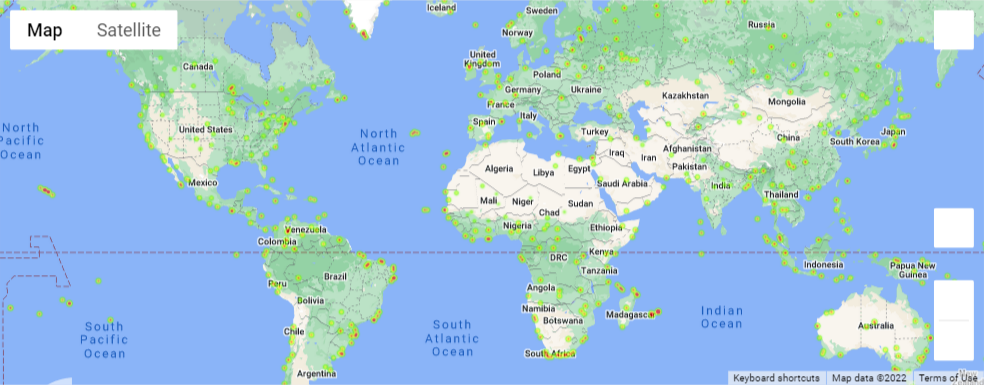 Map Satellite
Iceland
Sweden
Norway
Russia
United
Kingdom
Canada
Poland
Germany
Ukraine
Kazakhstan
Mongolia
France
Italy
Spain
North
Pacific
Ocean
United States
North
Atlantic
Ocean
Turkey
China
South Korea
Japan
Iraq
Iran
Afghanistan
Pakistan
Algeria
Libya
Egypt
Saudi Arabia
India
Thailand
Mexico
Mali
Niger
Chad
Sudan
Venezuela
Colombia
Nigeria
Ethiopia
DRC
Kenya
Tanzania
Indonesia
Papua New
Guinea
Peru
Brazil
Bolivia
Angola
Namibia
Botswana
Madagascar
Indian
Ocean
Chile
South
Pacific
Ocean
South
Atlantic
Ocean
South Africa
Australia
Argentina
Keyboard shortcuts Map data ©2022 Terms of Use